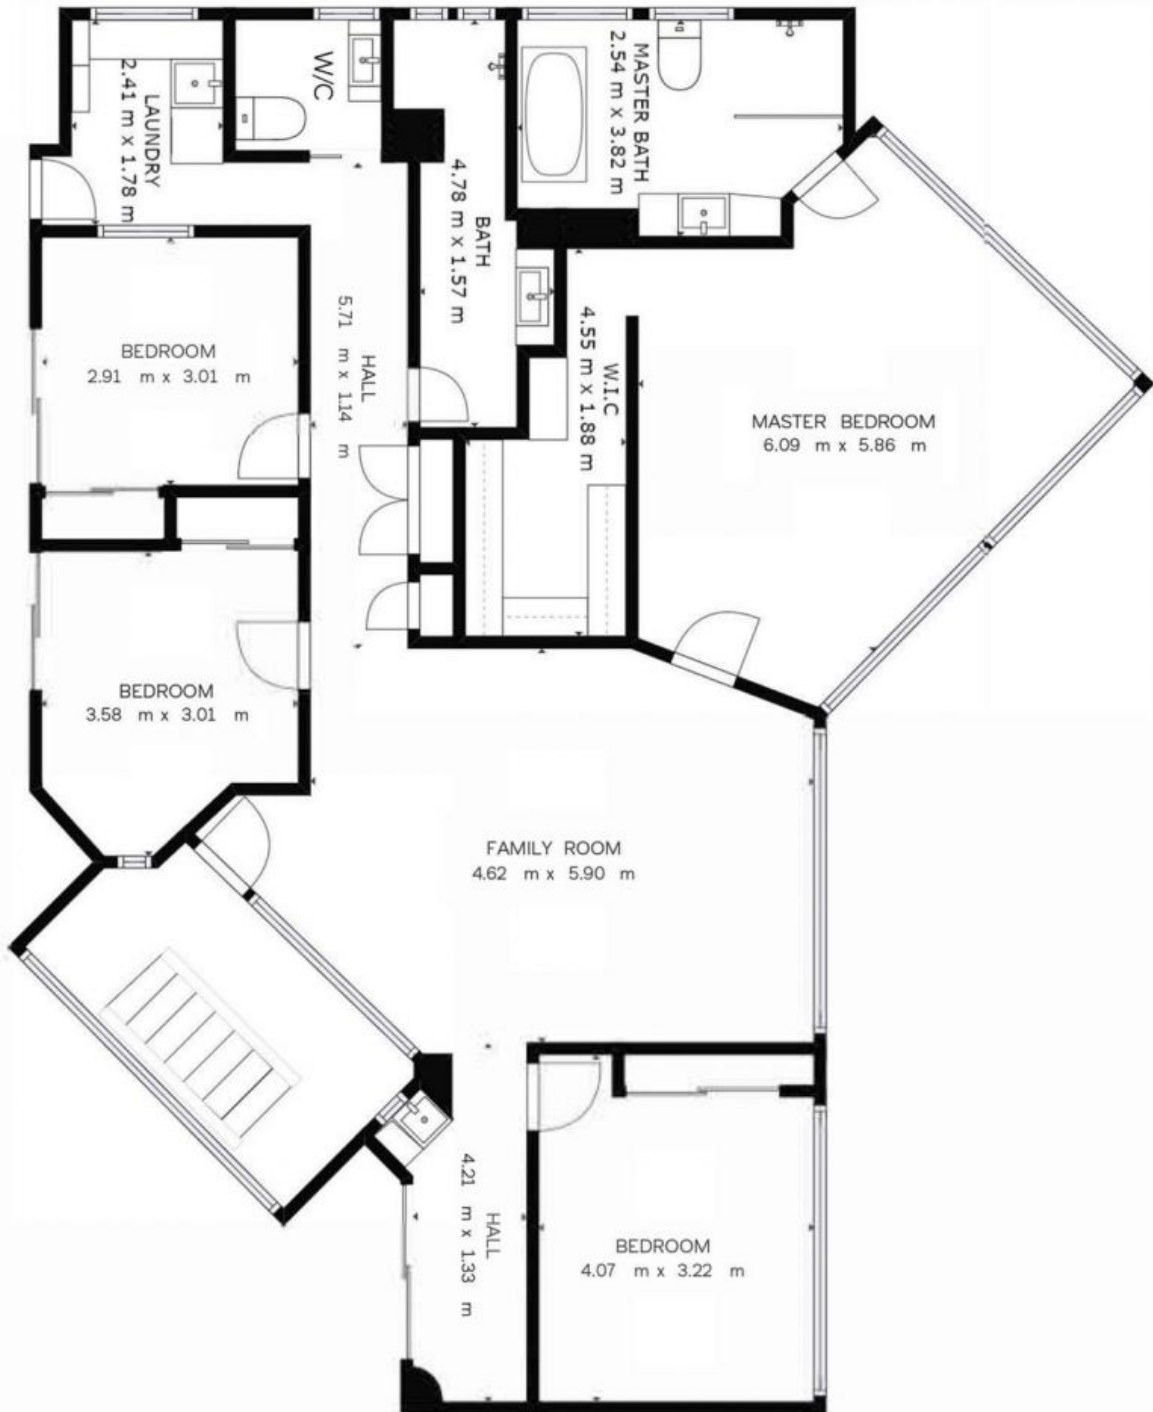 LAUNDRY
2.41 m x 1.78 m
W/C
BATH
4.78 m x 1.57 m
MASTER BATH
2.54 m x 3.82 m
BEDROOM
2.91 m x 3.01 m
HALL
5.71 m x 1.14 m
W.I.C
4.55 m x 1.88 m
MASTER BEDROOM
6.09 m x 5.86 m
BEDROOM
3.58 m x 3.01 m
FAMILY ROOM
4.62 m x 5.90 m
HALL
4.21 m x 1.33 m
BEDROOM
4.07 m x 3.22 m